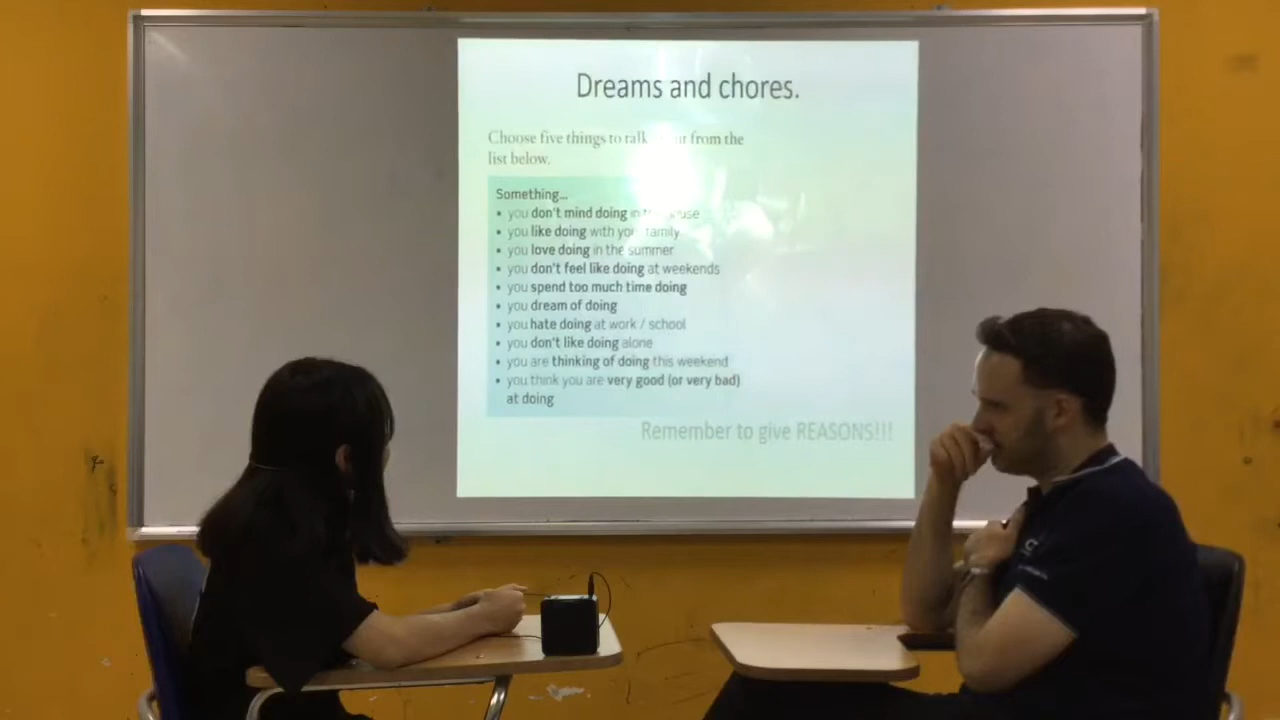 Dreams and chores.
Choose five things to talk from the
list below.
Something...
• you don't mind doing in
• you like doing with your family
• you love doing in the summer
• you don't feel like doing at weekends
• you spend too much time doing
• you dream of doing
• you hate doing at work / school
• you don't like doing alone
• you are thinking of doing this weekend
• you think you are very good (or very bad)
at doing
Remember to give REASONS!!!